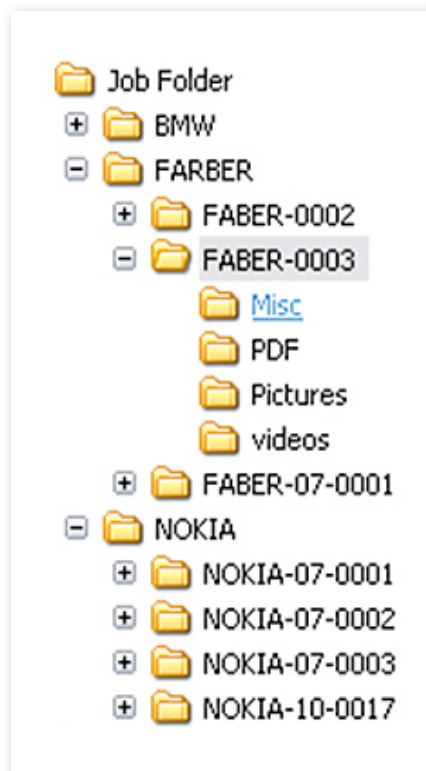 Job Folder
BMW
FARBER
FABER-0002
FABER-0003
Misc
PDF
Pictures
videos
FABER-07-0001
NOKIA
NOKIA-07-0001
NOKIA-07-0002
NOKIA-07-0003
NOKIA-10-0017